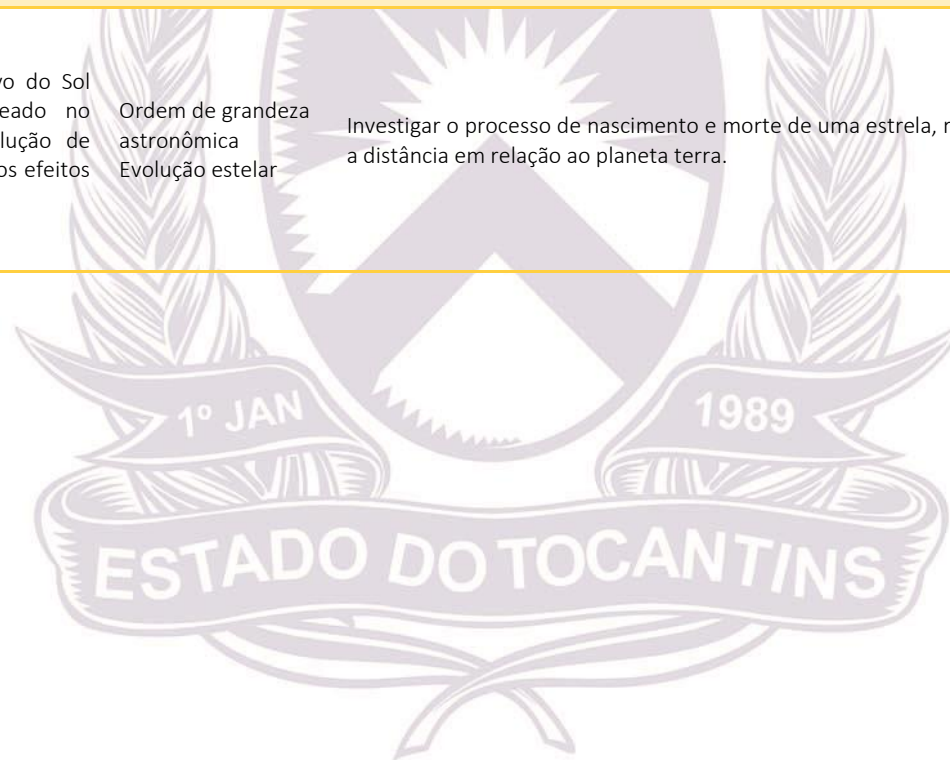 do Sol
no
de
os efeitos
Ordem de grandeza
astronômica
Evolução estelar
Investigar o processo de nascimento e morte de uma estrela,
a distância em relação ao planeta terra.
1º JAN
1989
ESTADO DO TOCANTINS